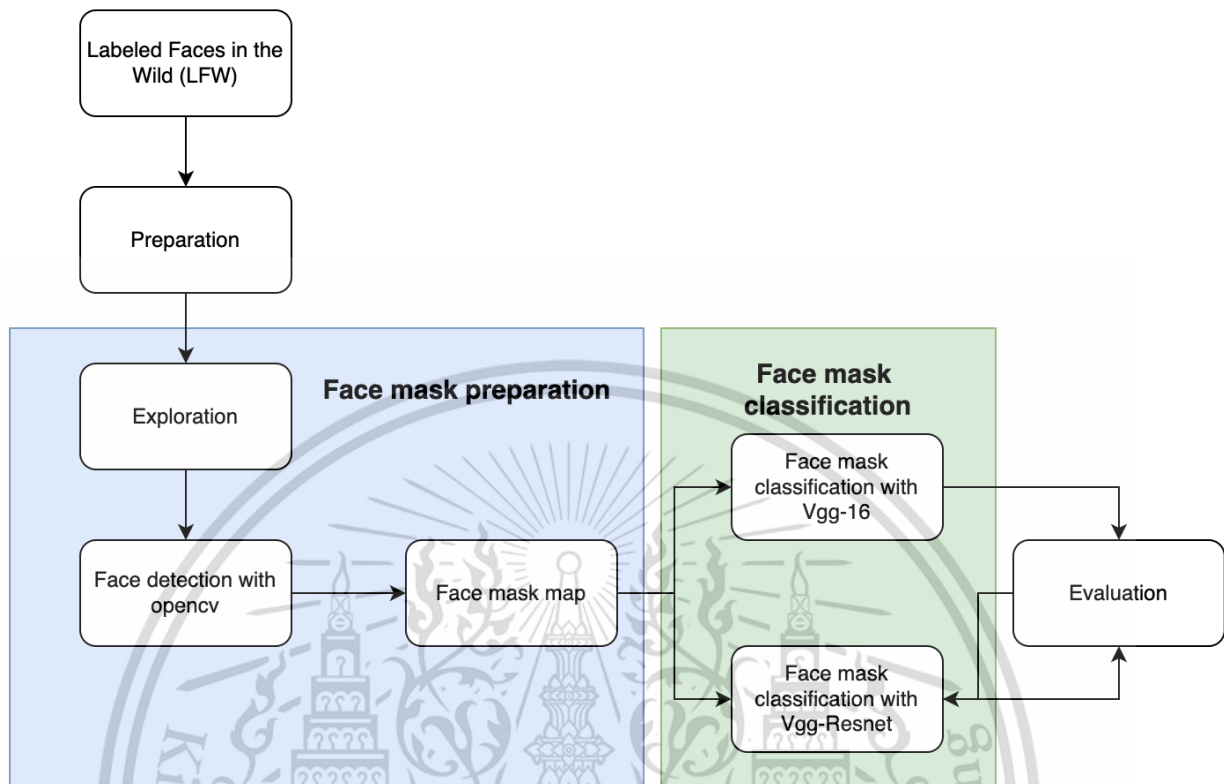 Labeled Faces in the
Wild (LFW)
Preparation
Face mask preparation
Exploration
Face detection with
opencv
Face mask map
Face mask
classification
Face mask
classification with
Vgg-16
Face mask
classification with
Vgg-Resnet
Evaluation